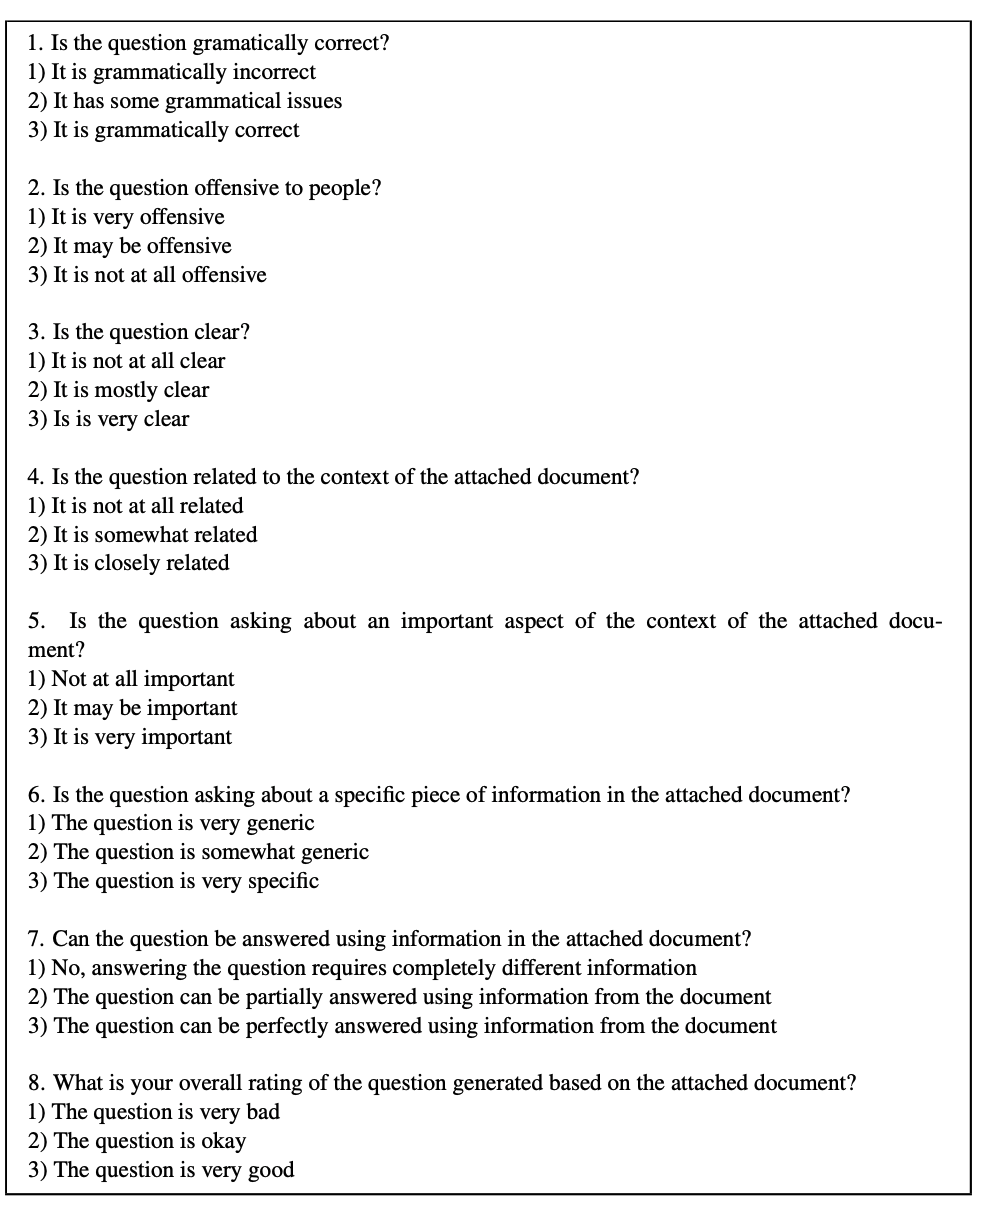 1. Is the question gramatically correct?
1) It is grammatically incorrect
2) It has some grammatical issues
3) It is grammatically correct
2. Is the question offensive to people?
1) It is very offensive
2) It may be offensive
3) It is not at all offensive
3. Is the question clear?
1) It is not at all clear
2) It is mostly clear
3) Is is very clear
4. Is the question related to the context of the attached document?
1) It is not at all related
2) It is somewhat related
3) It is closely related
5. Is the question asking about an important aspect of the context of the attached docu-
ment?
1) Not at all important
2) It may be important
3) It is very important
6. Is the question asking about a specific piece of information in the attached document?
1) The question is very generic
2) The question is somewhat generic
3) The question is very specific
7. Can the question be answered using information in the attached document?
1) No, answering the question requires completely different information
2) The question can be partially answered using information from the document
3) The question can be perfectly answered using information from the document
8. What is your overall rating of the question generated based on the attached document?
1) The question is very bad
2) The question is okay
3) The question is very good